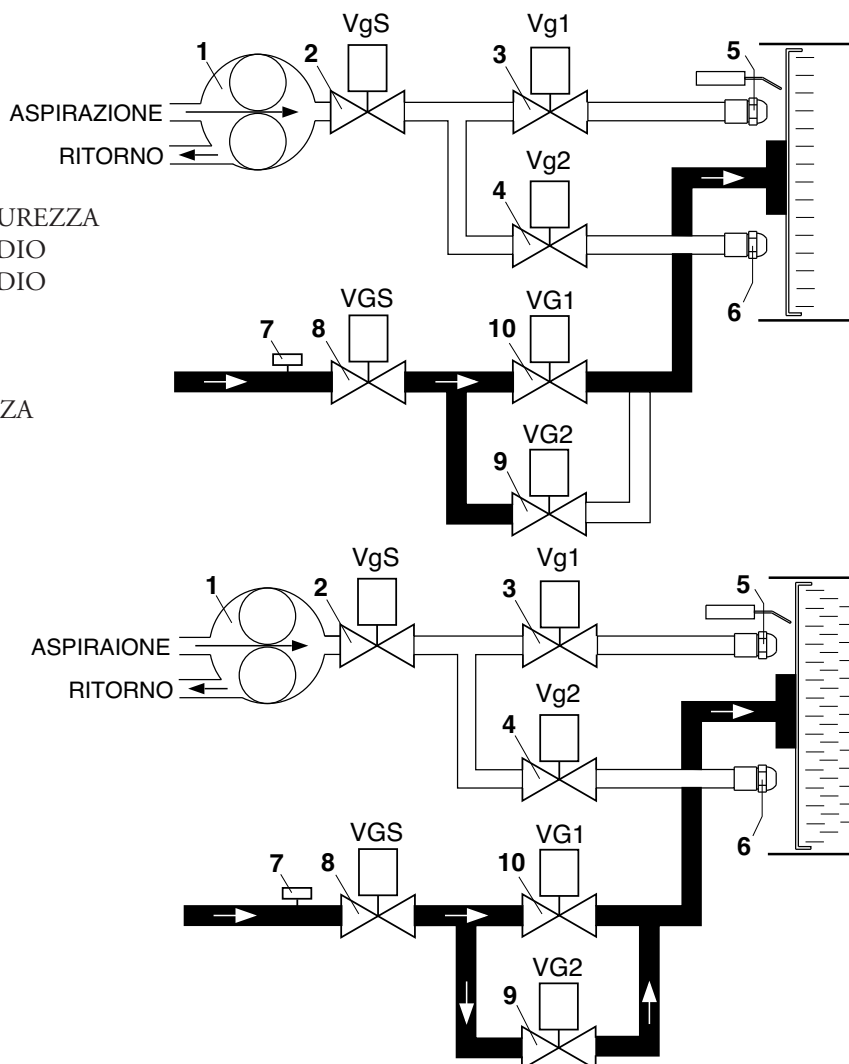 VgS Vg1
1 2 3 5
ASPIRAZIONE
RITORNO
Vg2
4
UREZZA
DIO
DIO
6
VGS VG1
7 8 10
ZZA
VG2
9
VgS Vg1
1 2 3 5
ASPIRAIONE
RITORNO
Vg2
4
6
VGS VG1
7 8 10
VG2
9